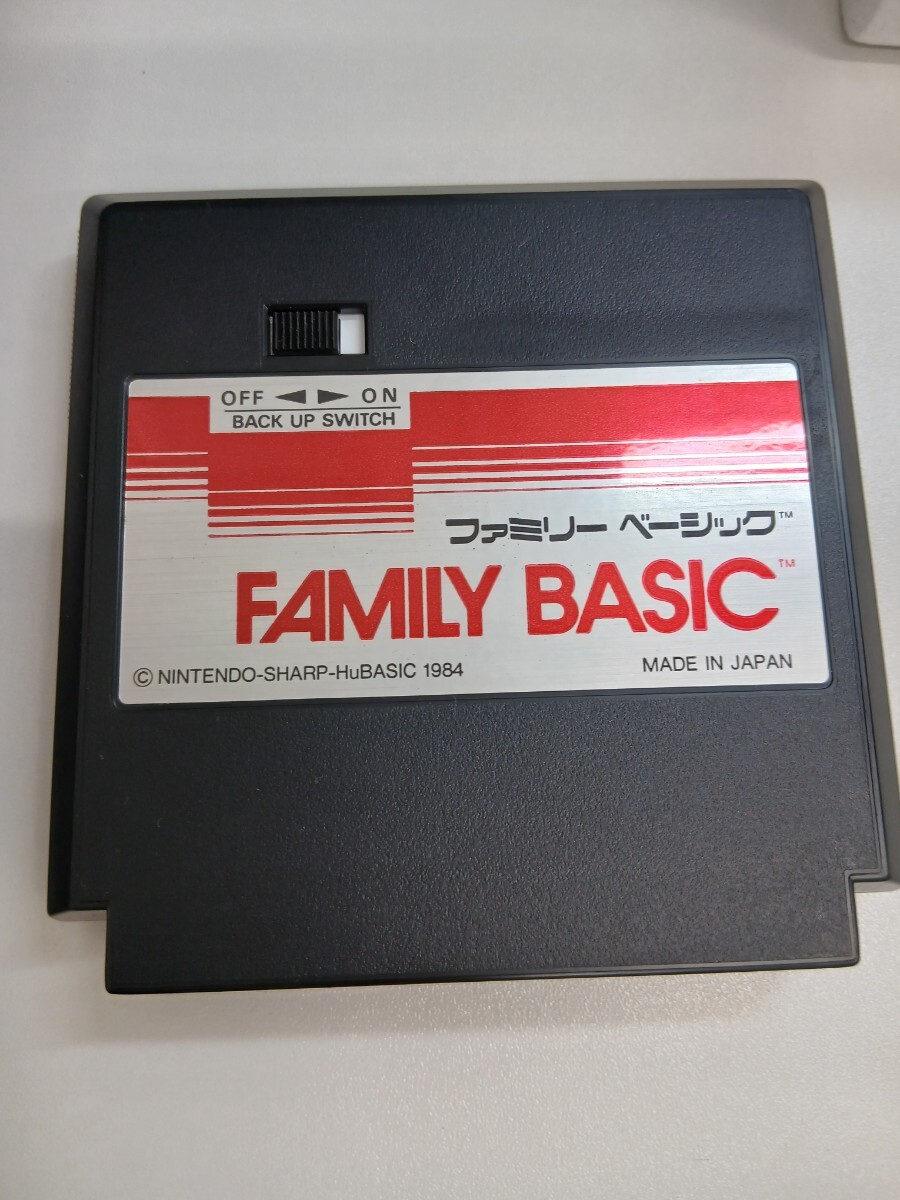 OFF ◀ ▶ ON
BACK UP SWITCH
ファミリー ベーシック™
FAMILY BASIC™
© NINTENDO-SHARP-HuBASIC 1984
MADE IN JAPAN